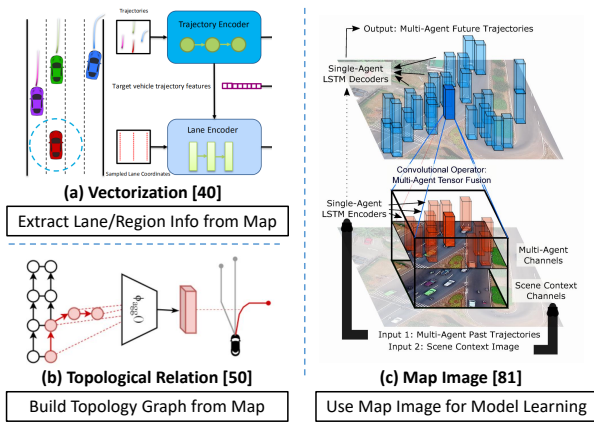 Trajectories
Trajectory Encoder
Target vehicle trajectory features
Lane Encoder
Sampled Lane Coordinates
(a) Vectorization [40]
Extract Lane/Region Info from Map
(b) Topological Relation [50]
Build Topology Graph from Map
Output: Multi-Agent Future Trajectories
Single-Agent
LSTM Decoders
Convolutional Operator:
Multi-Agent Tensor Fusion
Single-Agent
LSTM Encoders
Multi-Agent
Channels
Scene Context
Channels
Input 1: Multi-Agent Past Trajectories
Input 2: Scene Context Image
(c) Map Image [81]
Use Map Image for Model Learning